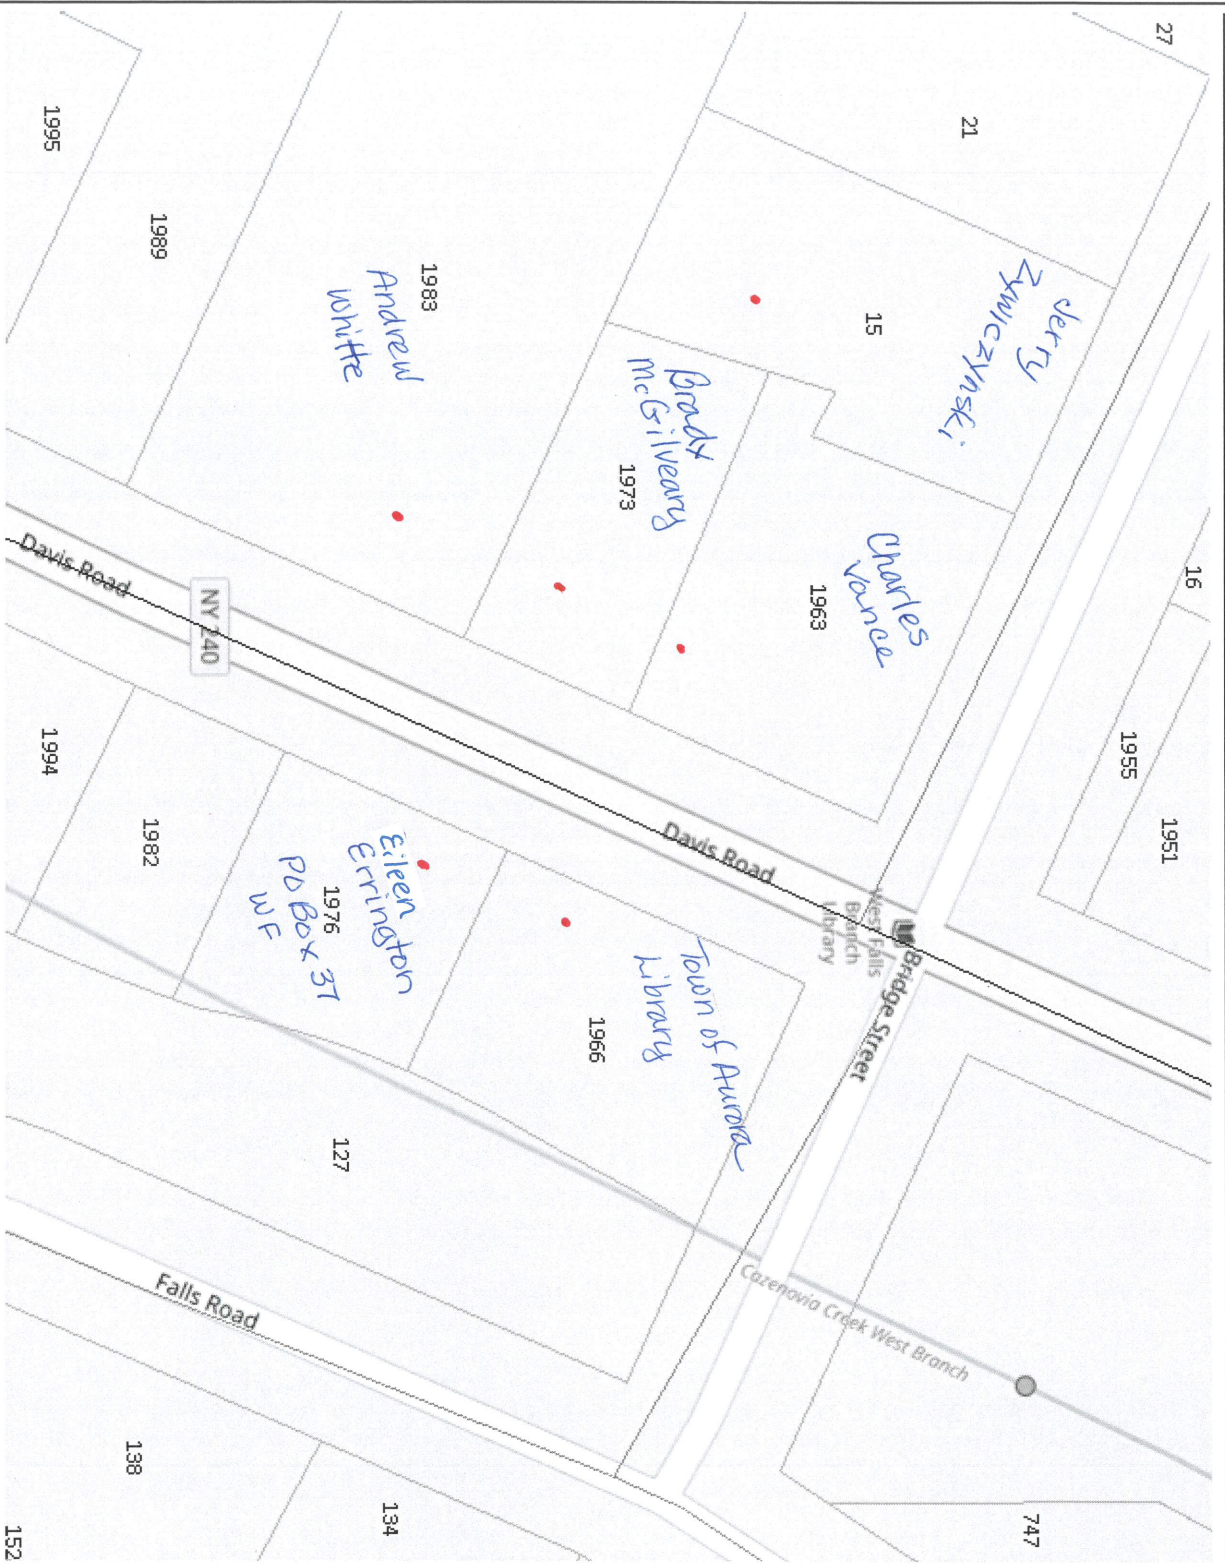 27
21
Jerry
Zywiczynski
15
16
1955
1951
Charles
Vance
1963
Brady
McGilveary
1973
1983
Andrew
Whitte
1989
1995
Davis Road
NY 240
Davis Road
West Falls
Branch
Library
Bridge Street
Town of Aurora
Library
1966
Eileen
Errington
1976
PO Box 37
WF
1982
1994
127
Cazenovia Creek West Branch
Falls Road
747
134
138
152